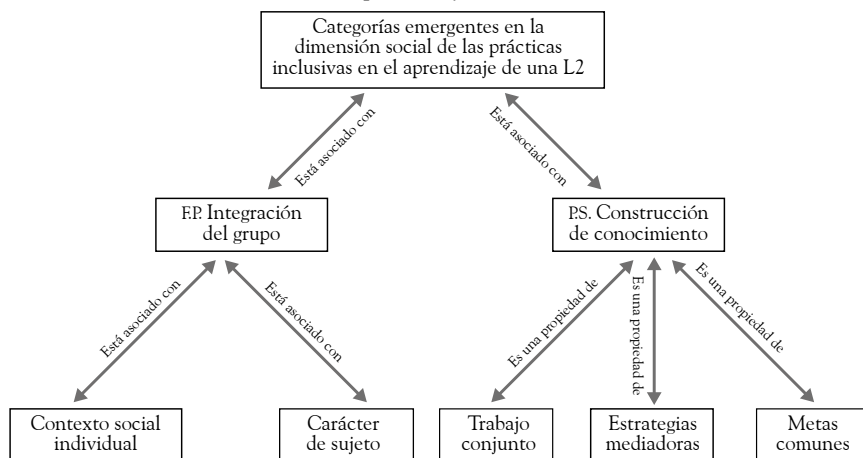 Categorías emergentes en la
dimensión social de las prácticas
inclusivas en el aprendizaje de una L2
Está asociado con
Está asociado con
F.P. Integración
del grupo
P.S. Construcción
de conocimiento
Está asociado con
Está asociado con
Es una propiedad de
Es una propiedad de
Es una propiedad de
Contexto social
individual
Carácter
de sujeto
Trabajo
conjunto
Estrategias
mediadoras
Metas
comunes